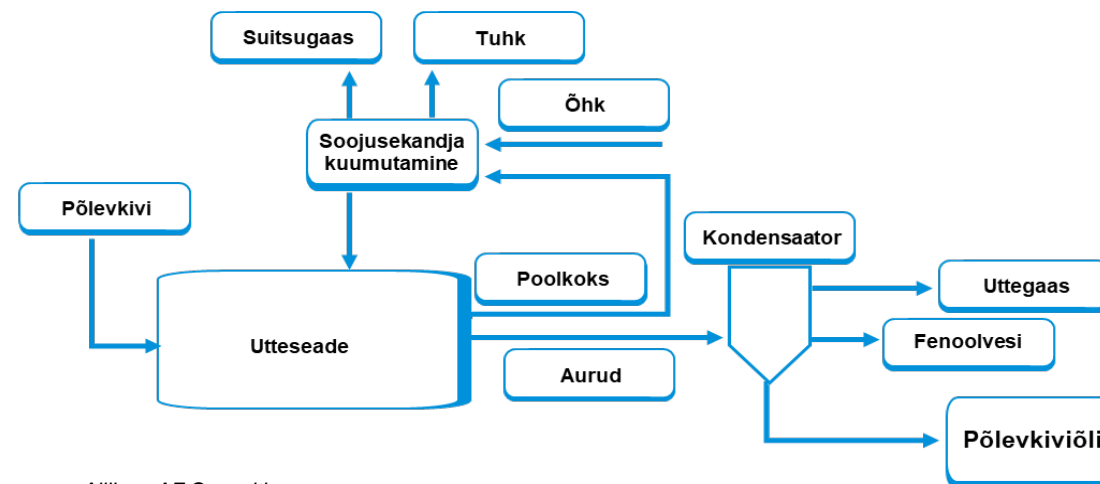 Suitsugaas
Tuhk
Õhk
Soojusekandja
kuumutamine
Põlevkivi
Kondensaator
Poolkoks
Uttegaas
Utteseade
Fenoolvesi
Aurud
Põlevkiviõli